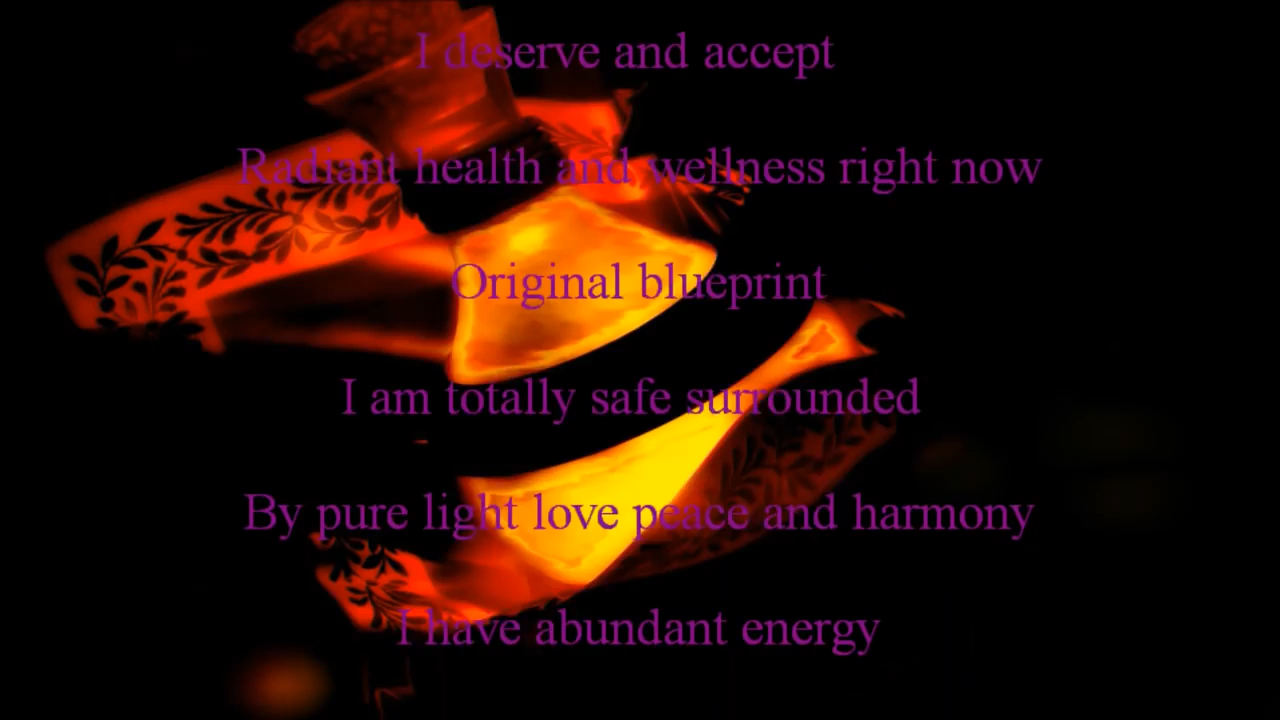 I deserve and accept
Radiant health and wellness right now
Original blueprint
I am totally safe surrounded
By pure light love peace and harmony
I have abundant energy